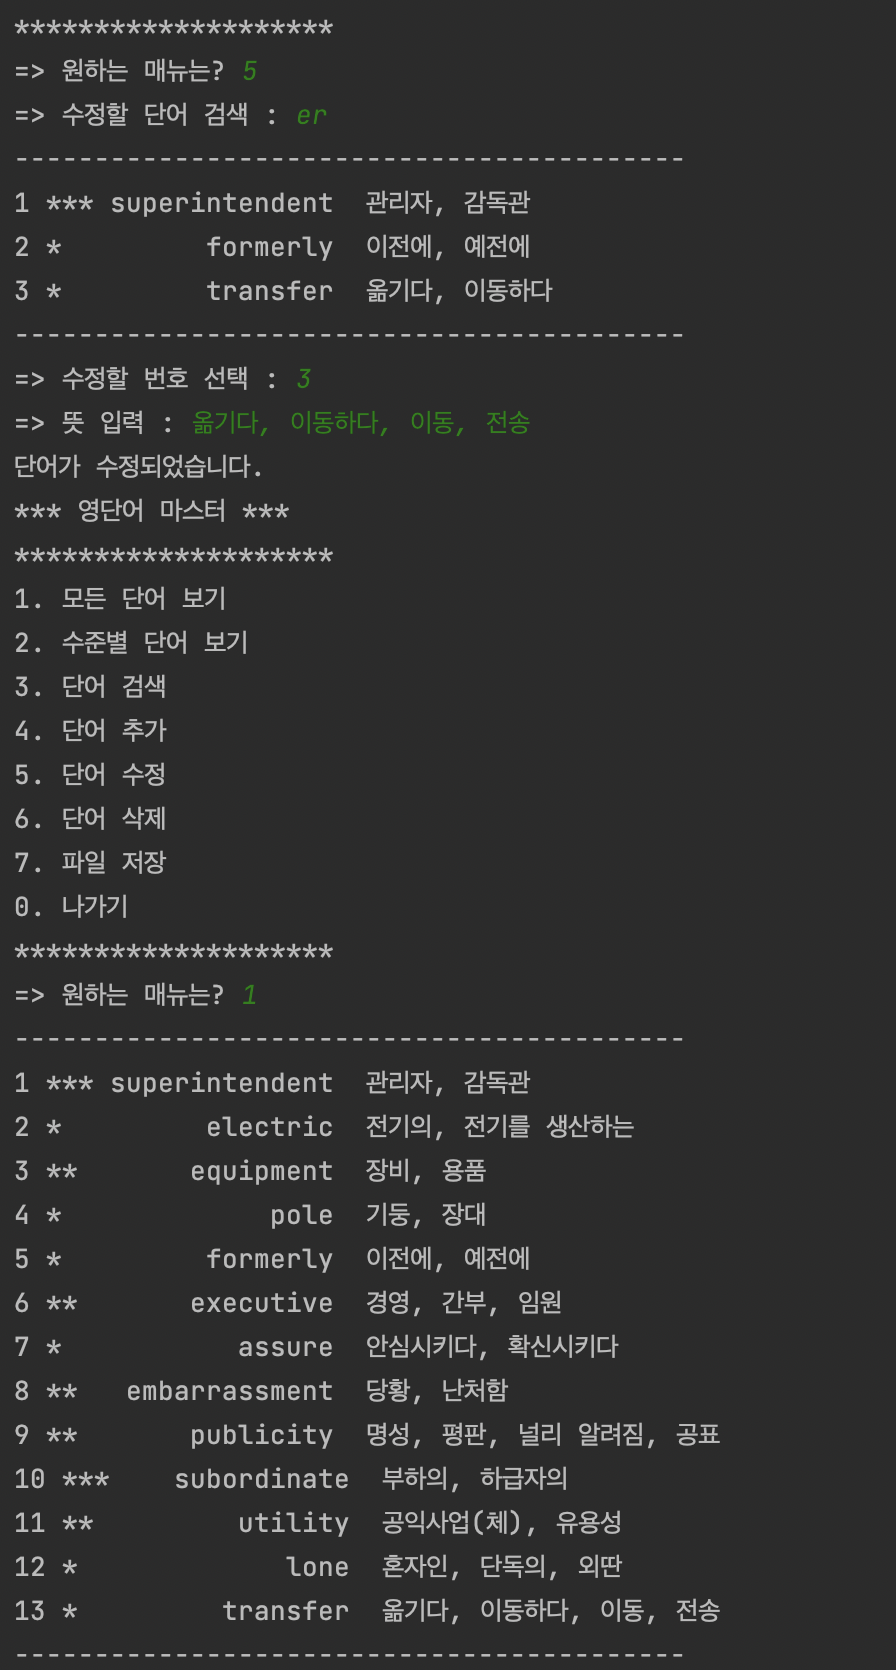 ********************
=> 원하는 매뉴는? 5
=> 수정할 단어 검색 : er
------------------------------------------
1 *** superintendent  관리자, 감독관
2 *         formerly  이전에, 예전에
3 *         transfer  옮기다, 이동하다
------------------------------------------
=> 수정할 번호 선택 : 3
=> 뜻 입력 : 옮기다, 이동하다, 이동, 전송
단어가 수정되었습니다.
*** 영단어 마스터 ***
********************
1. 모든 단어 보기
2. 수준별 단어 보기
3. 단어 검색
4. 단어 추가
5. 단어 수정
6. 단어 삭제
7. 파일 저장
0. 나가기
********************
=> 원하는 매뉴는? 1
------------------------------------------
1 *** superintendent  관리자, 감독관
2 *         electric  전기의, 전기를 생산하는
3 **       equipment  장비, 용품
4 *             pole  기둥, 장대
5 *         formerly  이전에, 예전에
6 **       executive  경영, 간부, 임원
7 *           assure  안심시키다, 확신시키다
8 **   embarrassment  당황, 난처함
9 **       publicity  명성, 평판, 널리 알려짐, 공표
10 ***    subordinate  부하의, 하급자의
11 **         utility  공익사업(체), 유용성
12 *             lone  혼자인, 단독의, 외딴
13 *         transfer  옮기다, 이동하다, 이동, 전송
------------------------------------------